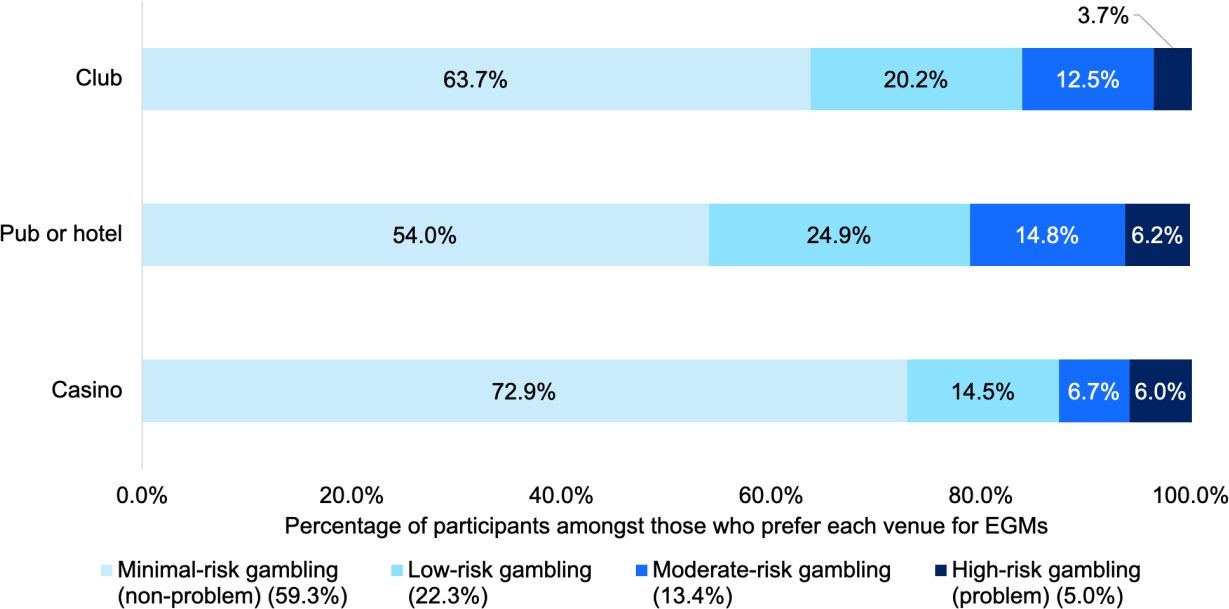 3.7%
Club
63.7%
20.2%
12.5%
Pub or hotel
54.0%
24.9%
14.8%
6.2%
Casino
72.9%
14.5%
6.7%
6.0%
0.0%
20.0%
40.0%
60.0%
80.0%
100.0%
Percentage of participants amongst those who prefer each venue for EGMs
Minimal-risk gambling
(non-problem) (59.3%)
Low-risk gambling
(22.3%)
Moderate-risk gambling
(13.4%)
High-risk gambling
(problem) (5.0%)